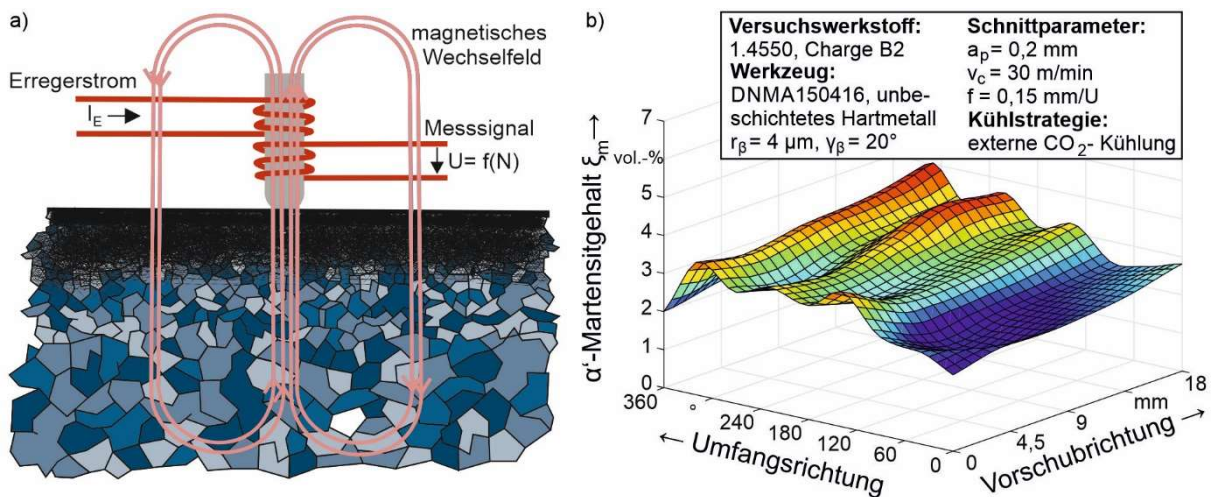 a)
magnetisches
Wechselfeld
Erregerstrom
I_E
Messsignal
U= f(N)
b)
Versuchswerkstoff:
1.4550, Charge B2
Werkzeug:
DNMA150416, unbe-
schichtetes Hartmetall
r_β = 4 µm, γ_β = 20°
Schnittparameter:
a_p = 0,2 mm
v_c = 30 m/min
f = 0,15 mm/U
Kühlstrategie:
externe CO₂- Kühlung
α‘-Martensitgehalt ξ_m →
7
vol.-%
5
4
3
2
1
0
360
°
240
180
120
60
0
← Umfangsrichtung
0
4,5
9
mm
18
Vorschubrichtung →